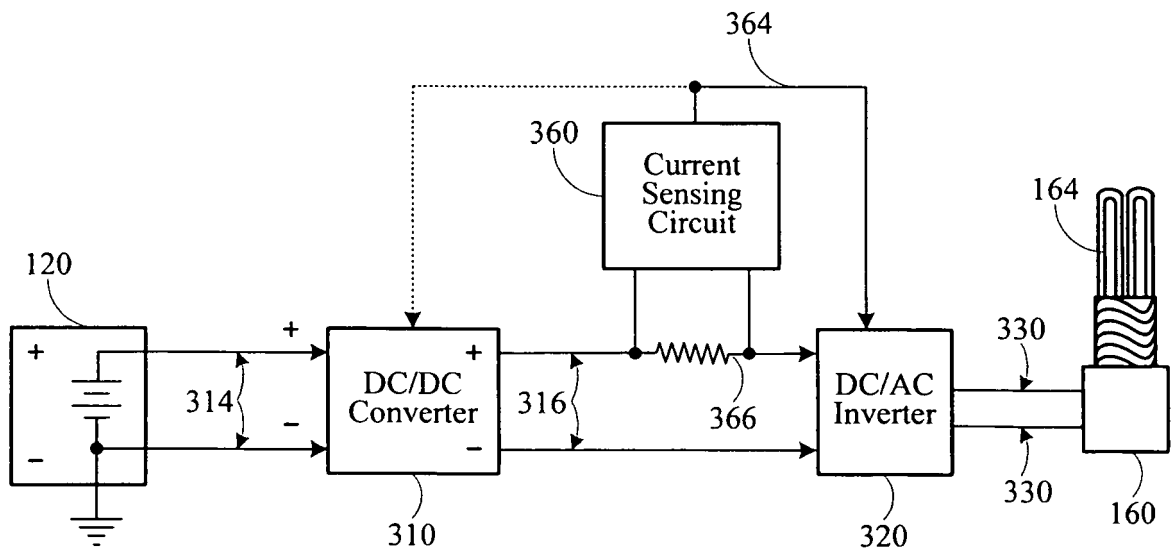 364
360
Current
Sensing
Circuit
164
120
+
+
-
-
314
DC/DC
Converter
+
-
316
366
DC/AC
Inverter
330
330
310
320
160